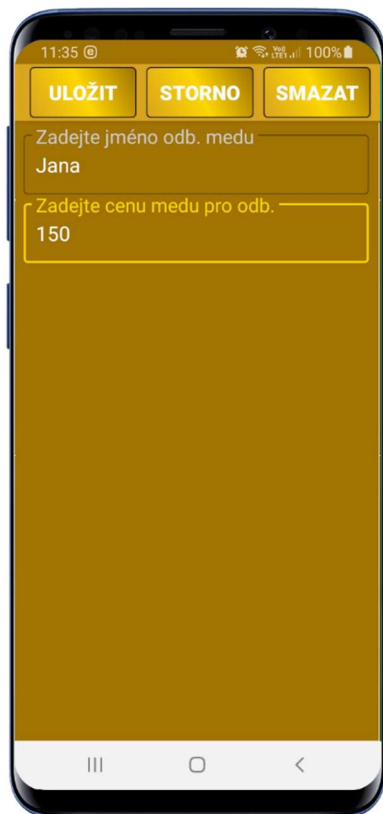 11:35 100%
ULOŽIT STORNO SMAZAT
Zadejte jméno odb. medu
Jana
Zadejte cenu medu pro odb.
150